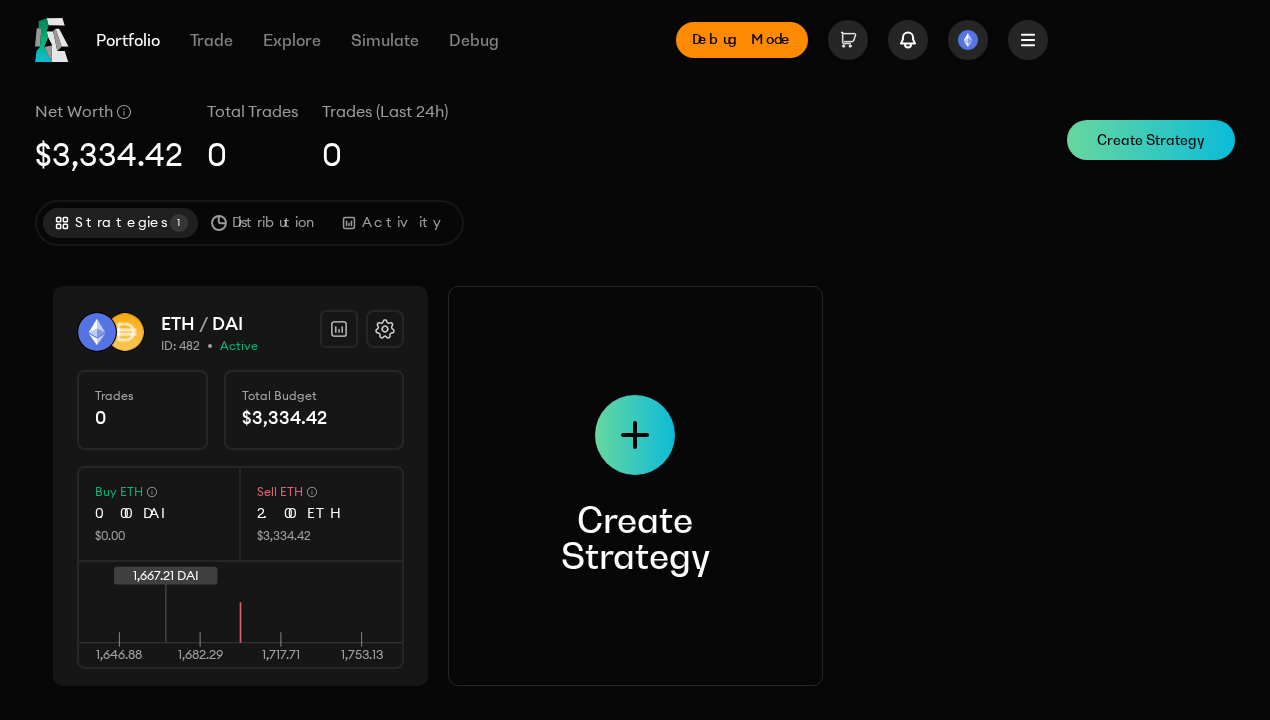 Portfolio Trade Explore Simulate Debug Debug Mode
Net Worth Total Trades Trades (Last 24h)
$3,334.42 0 0
Create Strategy
Strategies 1 Distribution Activity
ETH / DAI
ID: 482 • Active
Trades Total Budget
0 $3,334.42
Buy ETH Sell ETH
0.00 DAI 2.00 ETH
$0.00 $3,334.42
1,667.21 DAI
1,646.88 1,682.29 1,717.71 1,753.13
Create
Strategy